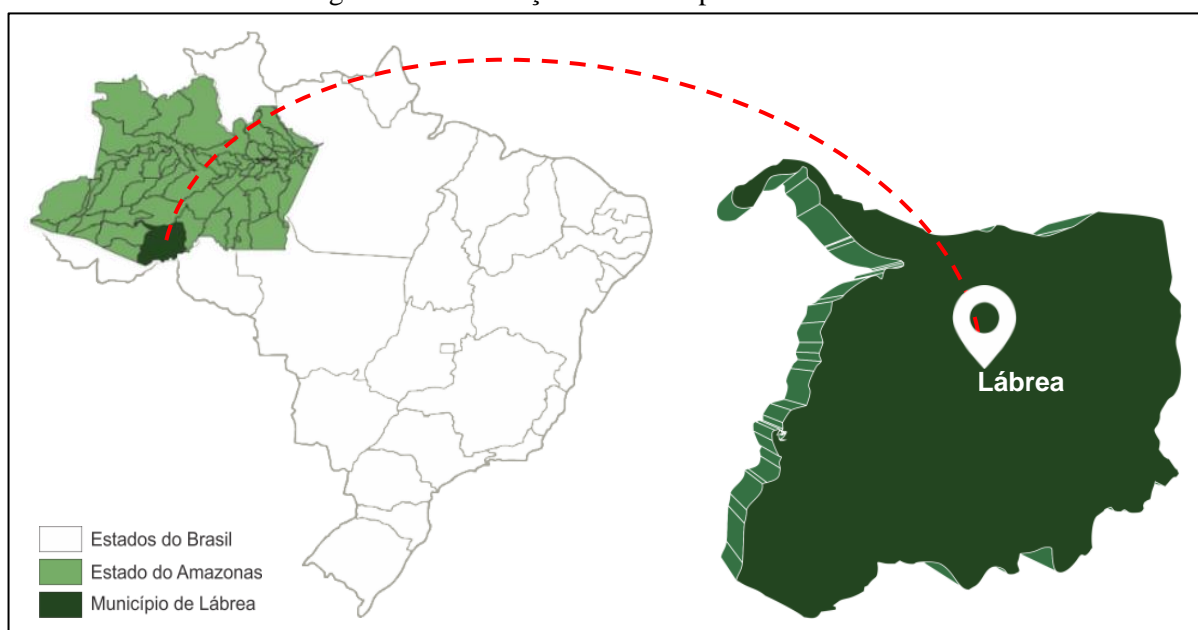 Lábrea
Estados do Brasil
Estado do Amazonas
Município de Lábrea